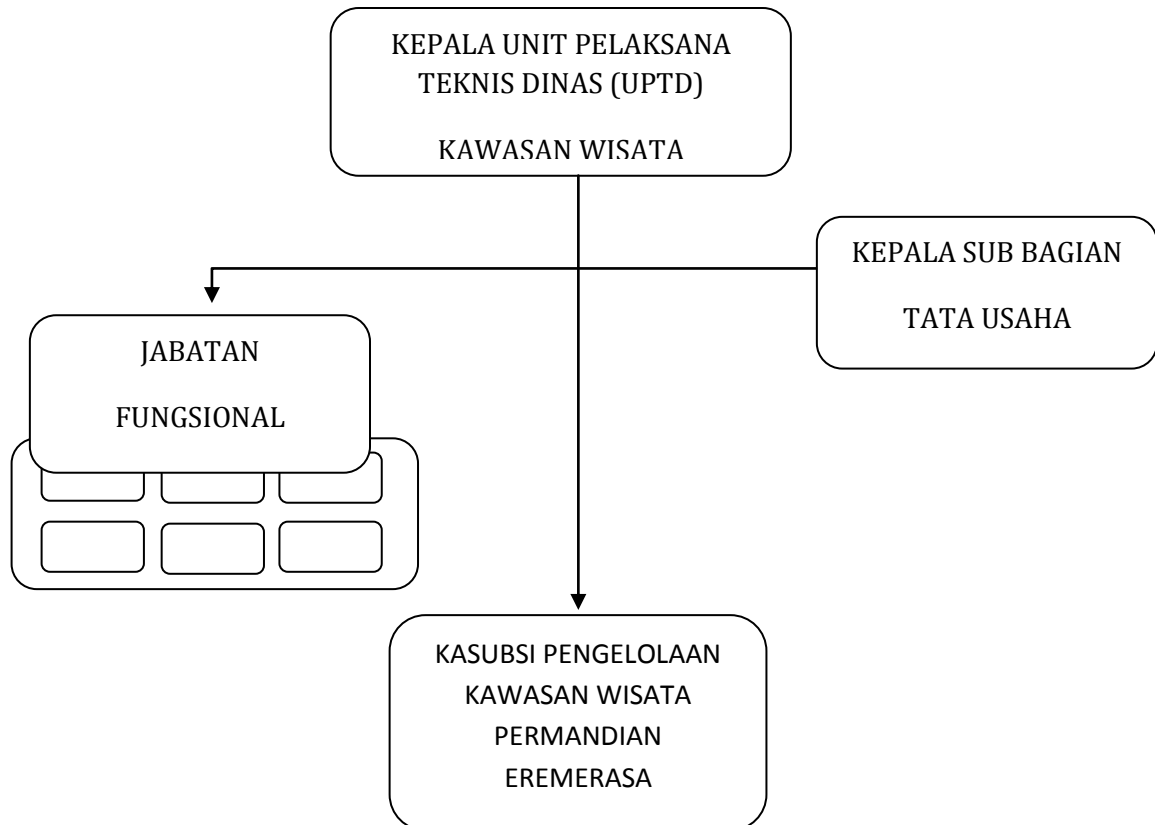 KEPALA UNIT PELAKSANA
TEKNIS DINAS (UPTD)
KAWASAN WISATA
KEPALA SUB BAGIAN
TATA USAHA
JABATAN
FUNGSIONAL
KASUBSI PENGELOLAAN
KAWASAN WISATA
PERMANDIAN
EREMERASA